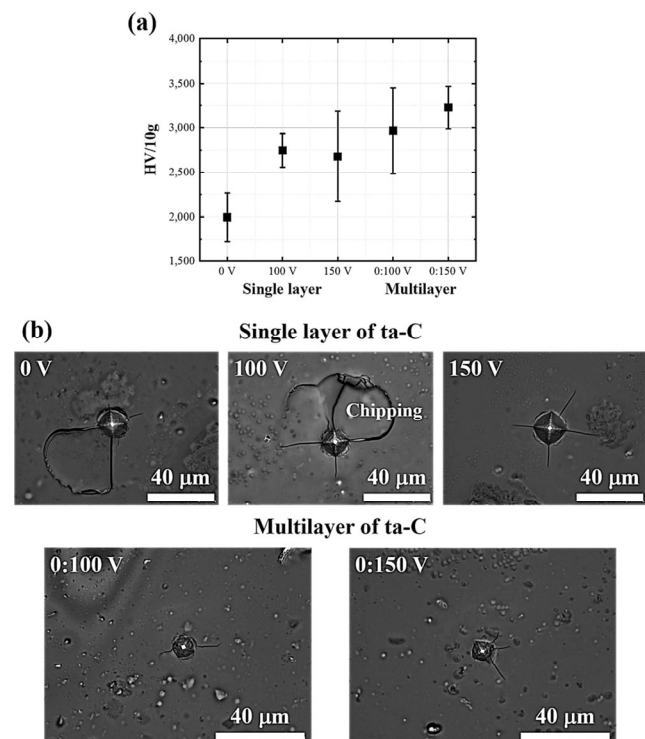 (a)
4,000
3,500
3,000
2,500
2,000
1,500
HV/10g
0 V 100 V 150 V 0:100 V 0:150 V
Single layer Multilayer
(b) Single layer of ta-C
0 V 100 V 150 V
Chipping
40 μm 40 μm 40 μm
Multilayer of ta-C
0:100 V 0:150 V
40 μm 40 μm